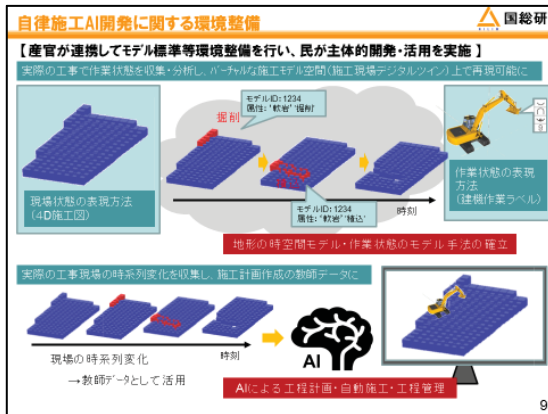 自律施工AI開発に関する環境整備
国総研
【 産官が連携してモデル標準等環境整備を行い、民が主体的開発・活用を実施 】
実際の工事で作業状態を収集・分析し、バーチャルな施工モデル空間(施工現場デジタルツイン)上で再現可能に
モデルID: 1234
属性: '軟岩' '掘削'
掘削
現場状態の表現方法
(4D施工図)
作業状態の表現
方法
(建機作業ラベル)
モデルID: 1234
属性: '軟岩' '積込'
時刻
地形の時空間モデル・作業状態のモデル手法の確立
実際の工事現場の時系列変化を収集し、施工計画作成の教師データに
時刻
現場の時系列変化
→教師データとして活用
AI
AIによる工程計画・自動施工・工程管理
9